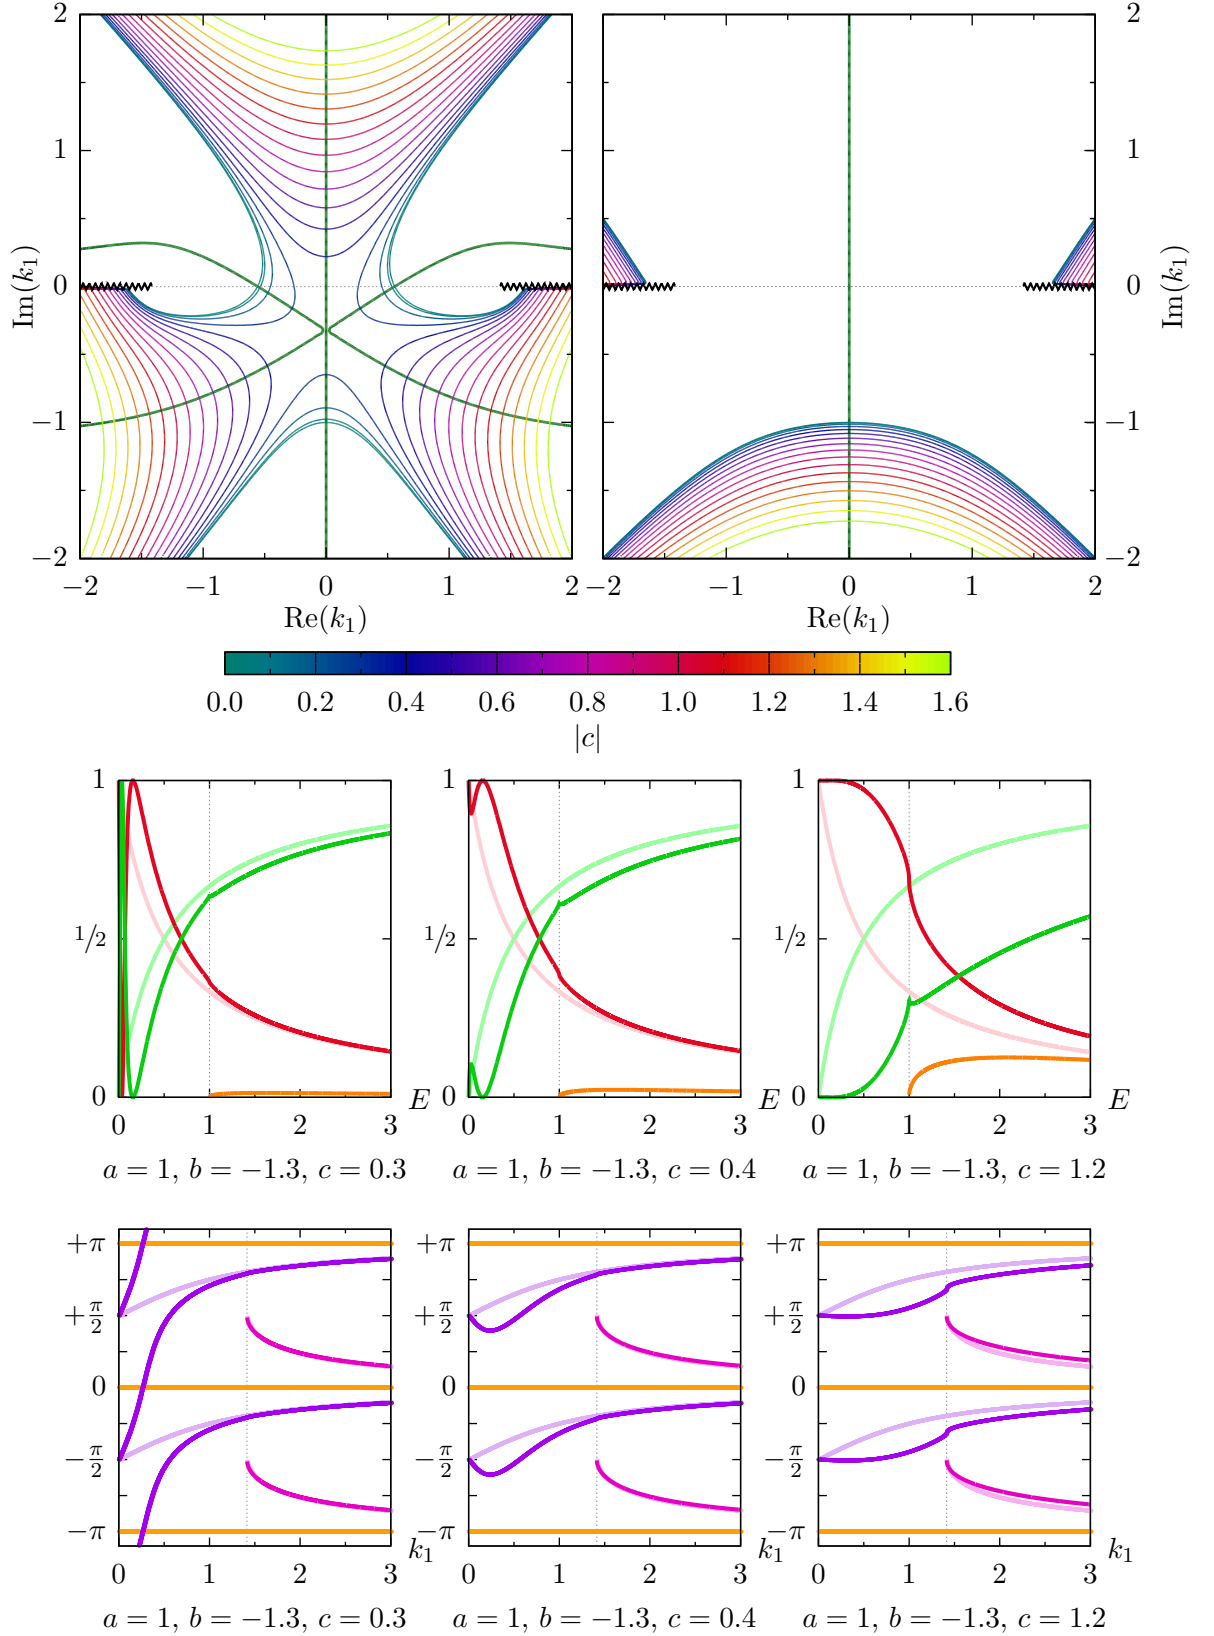 2
1
0
−1
−2
Im(k₁)
−2 −1 0 1 2
Re(k₁)
2
1
0
−1
−2
Im(k₁)
−2 −1 0 1 2
Re(k₁)
0.0 0.2 0.4 0.6 0.8 1.0 1.2 1.4 1.6
|c|
1
1/2
0
0 1 2 3
E
a = 1, b = −1.3, c = 0.3
1
1/2
0
0 1 2 3
E
a = 1, b = −1.3, c = 0.4
1
1/2
0
0 1 2 3
E
a = 1, b = −1.3, c = 1.2
+π
+π/2
0
−π/2
−π
0 1 2 3
k₁
a = 1, b = −1.3, c = 0.3
+π
+π/2
0
−π/2
−π
0 1 2 3
k₁
a = 1, b = −1.3, c = 0.4
+π
+π/2
0
−π/2
−π
0 1 2 3
k₁
a = 1, b = −1.3, c = 1.2